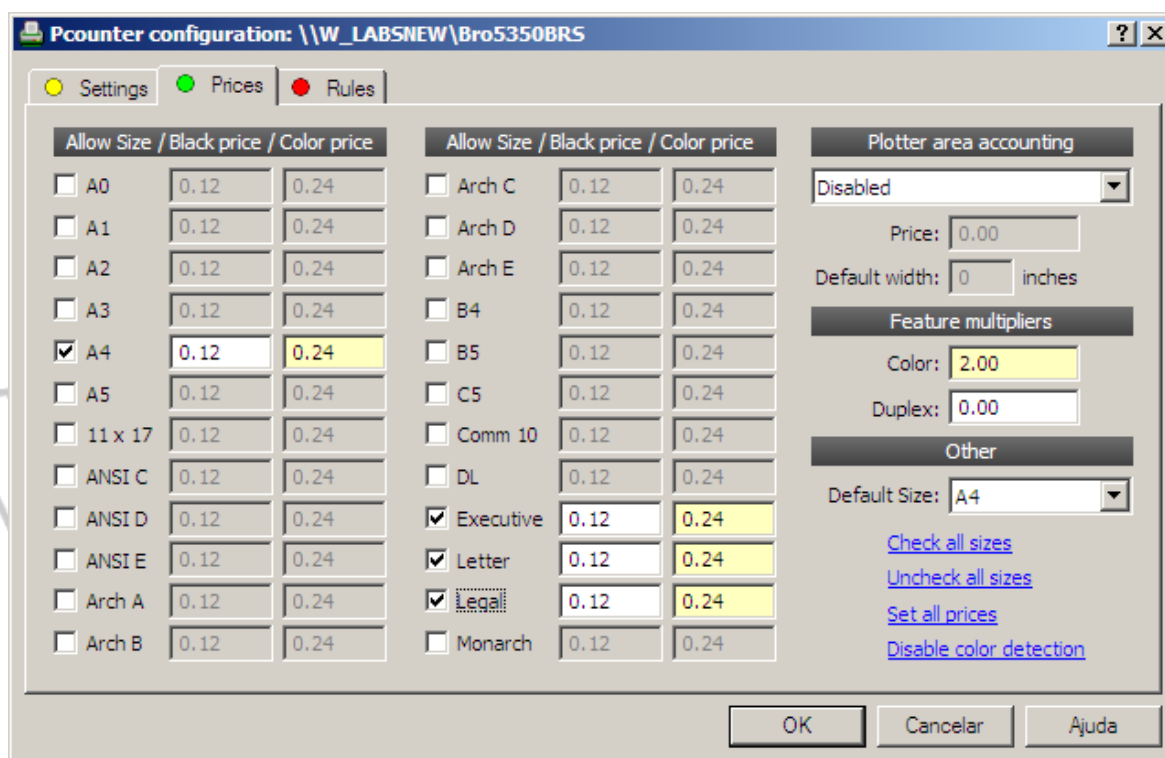 Pcounter configuration: \\W_LABSNEW\Bro5350BRS
Settings Prices Rules
Allow Size / Black price / Color price
A0 0.12 0.24
A1 0.12 0.24
A2 0.12 0.24
A3 0.12 0.24
A4 0.12 0.24
A5 0.12 0.24
11 x 17 0.12 0.24
ANSI C 0.12 0.24
ANSI D 0.12 0.24
ANSI E 0.12 0.24
Arch A 0.12 0.24
Arch B 0.12 0.24
Allow Size / Black price / Color price
Arch C 0.12 0.24
Arch D 0.12 0.24
Arch E 0.12 0.24
B4 0.12 0.24
B5 0.12 0.24
C5 0.12 0.24
Comm 10 0.12 0.24
DL 0.12 0.24
Executive 0.12 0.24
Letter 0.12 0.24
Legal 0.12 0.24
Monarch 0.12 0.24
Plotter area accounting
Disabled
Price: 0.00
Default width: 0 inches
Feature multipliers
Color: 2.00
Duplex: 0.00
Other
Default Size: A4
Check all sizes
Uncheck all sizes
Set all prices
Disable color detection
OK Cancelar Ajuda